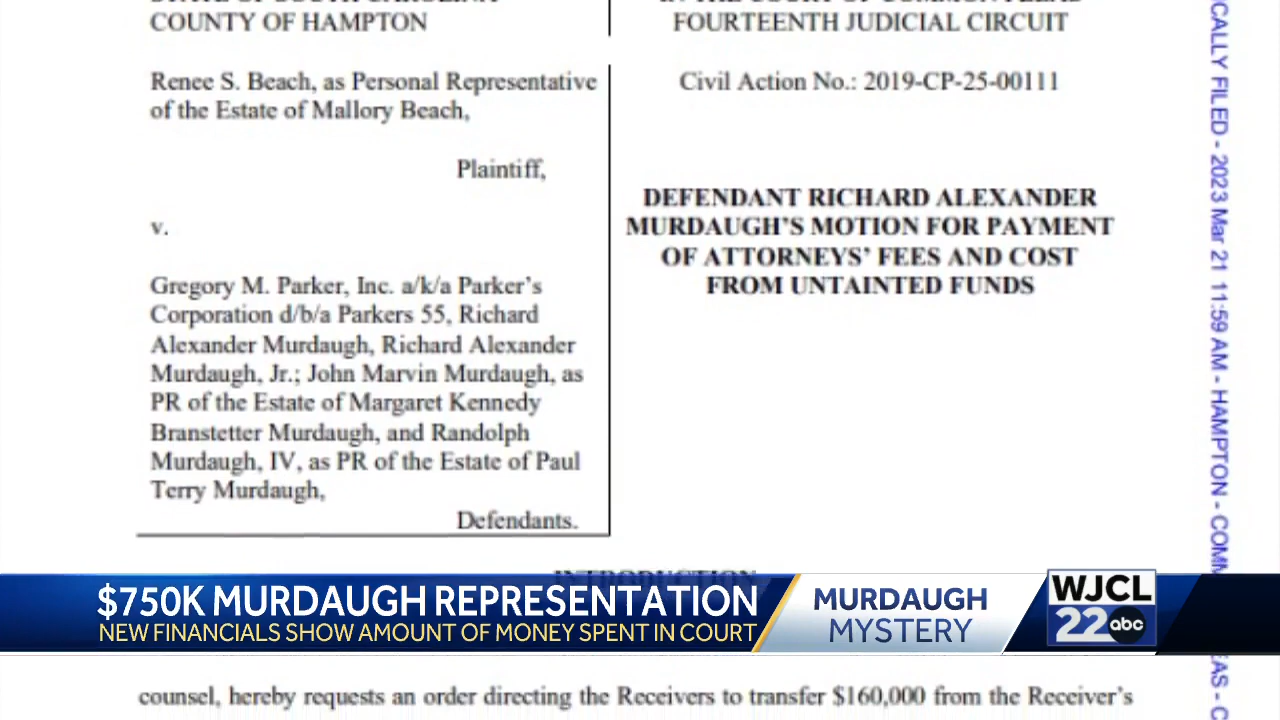 COUNTY OF HAMPTON
FOURTEENTH JUDICIAL CIRCUIT
Renee S. Beach, as Personal Representative
of the Estate of Mallory Beach,
Plaintiff,
v.
Gregory M. Parker, Inc. a/k/a Parker's
Corporation d/b/a Parkers 55, Richard
Alexander Murdaugh, Richard Alexander
Murdaugh, Jr.; John Marvin Murdaugh, as
PR of the Estate of Margaret Kennedy
Branstetter Murdaugh, and Randolph
Murdaugh, IV, as PR of the Estate of Paul
Terry Murdaugh,
Defendants.
Civil Action No.: 2019-CP-25-00111
DEFENDANT RICHARD ALEXANDER
MURDAUGH'S MOTION FOR PAYMENT
OF ATTORNEYS' FEES AND COST
FROM UNTAINTED FUNDS
CALLY FILED - 2023 Mar 21 11:59 AM - HAMPTON - COMM
EAS - C
INTRODUCTION
$750K MURDAUGH REPRESENTATION
NEW FINANCIALS SHOW AMOUNT OF MONEY SPENT IN COURT
MURDAUGH
MYSTERY
WJCL
22 abc
counsel, hereby requests an order directing the Receivers to transfer $160,000 from the Receiver's